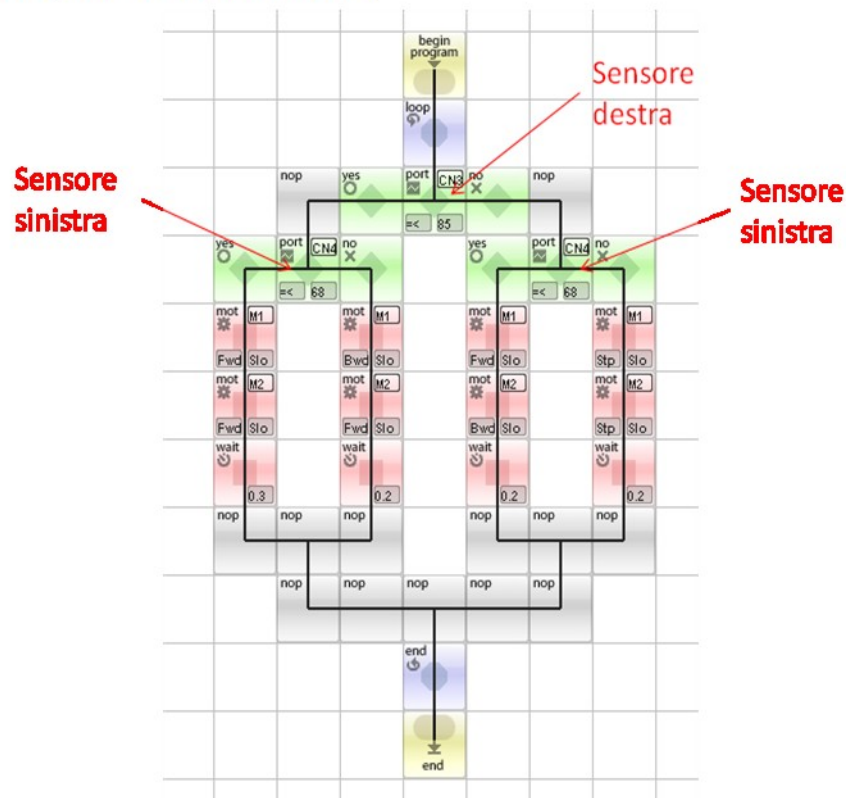 begin
program
Sensore
destra
loop
nop
yes
port
CN3
no
nop
=<
85
Sensore
sinistra
Sensore
sinistra
yes
port
CN4
no
yes
port
CN4
no
=<
68
=<
68
mot
M1
mot
M1
mot
M1
mot
M1
Fwd
Slo
Bwd
Slo
Fwd
Slo
Stp
Slo
mot
M2
mot
M2
mot
M2
mot
M2
Fwd
Slo
Fwd
Slo
Bwd
Slo
Stp
Slo
wait
wait
wait
wait
0.3
0.2
0.2
0.2
nop
nop
nop
nop
nop
nop
nop
nop
nop
nop
nop
end
end